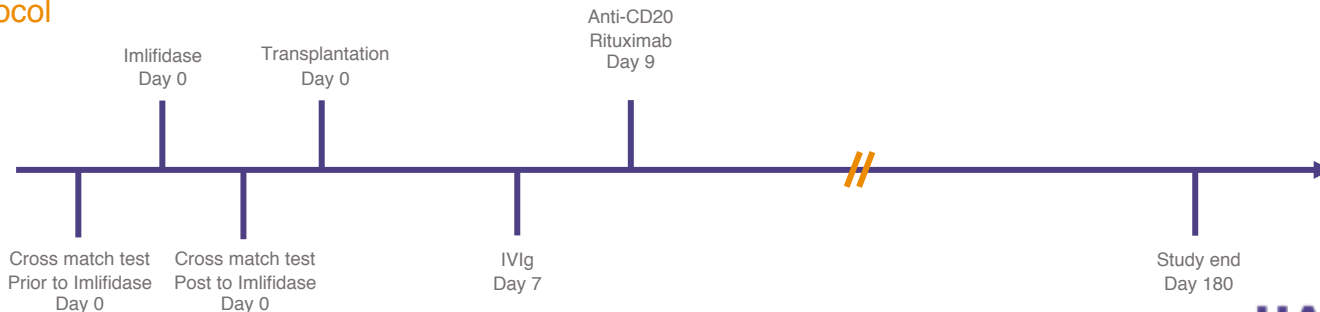 ocol
Anti-CD20
Rituximab
Day 9
Imlifidase
Day 0
Transplantation
Day 0
Cross match test
Prior to Imlifidase
Day 0
Cross match test
Post to Imlifidase
Day 0
IVIg
Day 7
Study end
Day 180